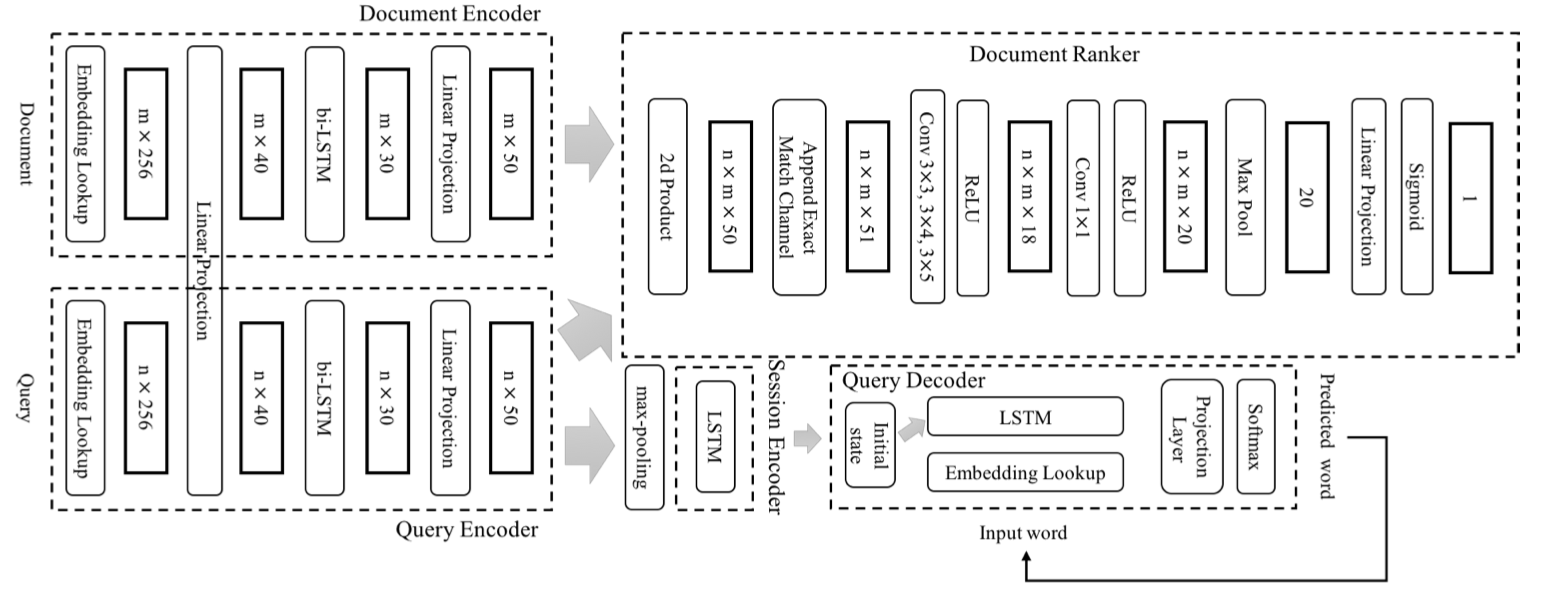 Document Encoder
Document
Embedding Lookup
m × 256
Linear Projection
m × 40
bi-LSTM
m × 30
Linear Projection
m × 50
Query
Embedding Lookup
n × 256
n × 40
bi-LSTM
n × 30
Linear Projection
n × 50
Query Encoder
Document Ranker
2d Product
n × m × 50
Append Exact
Match Channel
n × m × 51
Conv 3×3, 3×4, 3×5
ReLU
n × m × 18
Conv 1×1
ReLU
n × m × 20
Max Pool
20
Linear Projection
Sigmoid
1
max-pooling
LSTM
Session Encoder
Query Decoder
Initial
state
LSTM
Embedding Lookup
Projection
Layer
Softmax
Predicted word
Input word